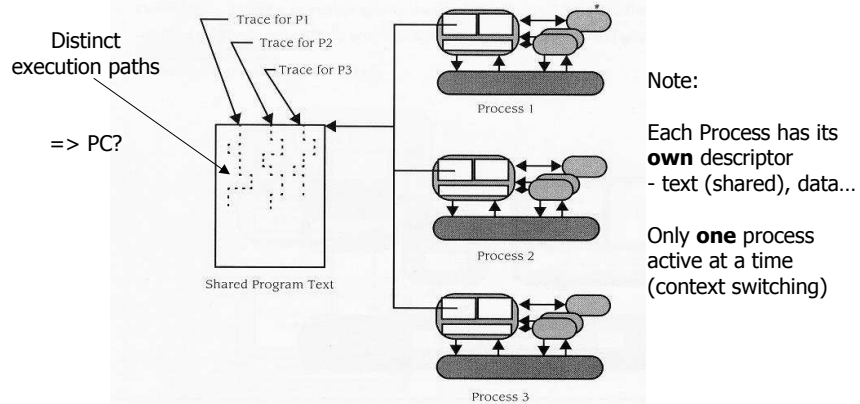 Distinct
execution paths
=> PC?
Trace for P1
Trace for P2
Trace for P3
Shared Program Text
*
Process 1
Process 2
Process 3
Note:
Each Process has its
own descriptor
- text (shared), data…
Only one process
active at a time
(context switching)